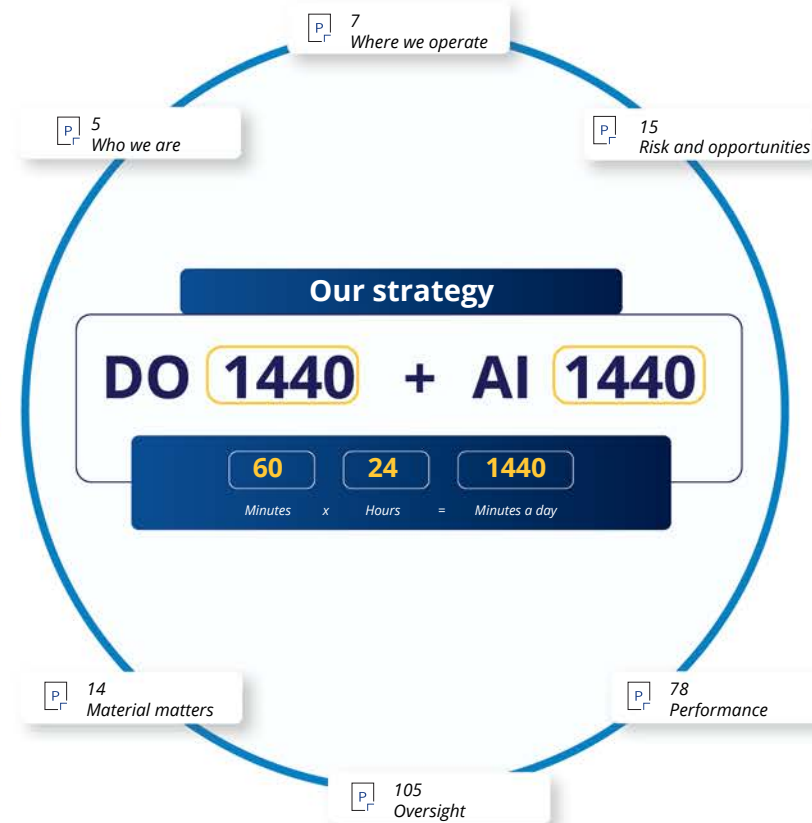 P 7
Where we operate
P 5
Who we are
P 15
Risk and opportunities
Our strategy
DO 1440 + AI 1440
60 24 1440
Minutes x Hours = Minutes a day
P 14
Material matters
P 78
Performance
P 105
Oversight